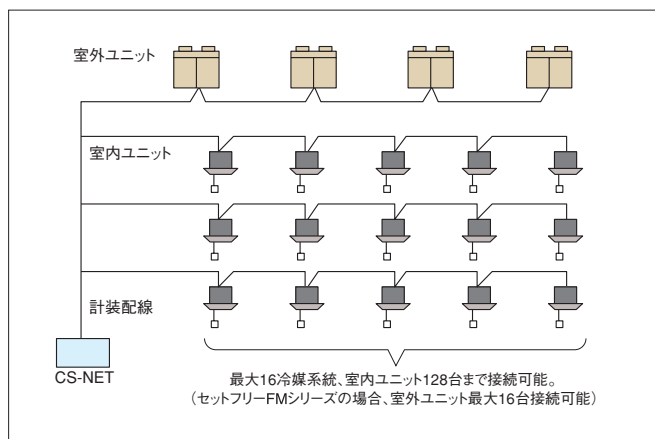 室外ユニット
室内ユニット
計装配線
CS-NET
最大16冷媒系統、室内ユニット128台まで接続可能。
（セットフリーFMシリーズの場合、室外ユニット最大16台接続可能）